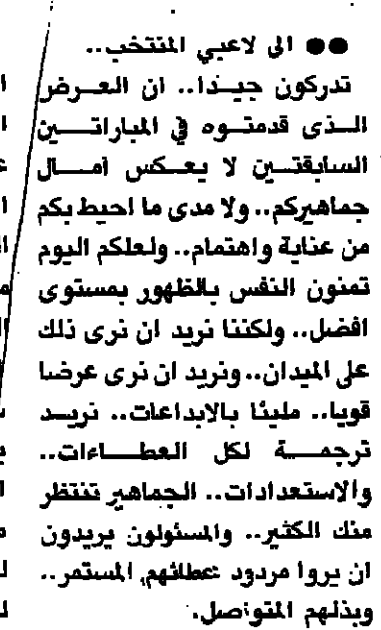 ●● الى لاعبي المنتخب..
تدركون جيدا.. ان العرض
الذى قدمتوه في المباراتين
السابقتين لا يعكس آمال
جماهيركم.. ولا مدى ما احيط بكم
من عناية واهتمام.. ولعلكم اليوم
تمنون النفس بالظهور بمستوى
افضل.. ولكننا نريد ان نرى ذلك
على الميدان.. ونريد ان نرى عرضا
قويا.. مليئا بالابداعات.. نريد
ترجمة لكل العطاءات..
والاستعدادات.. الجماهير تنتظر
منك الكثير.. والمسئولون يريدون
ان يروا مردود عطائهم المستمر..
وبذلهم المتواصل.